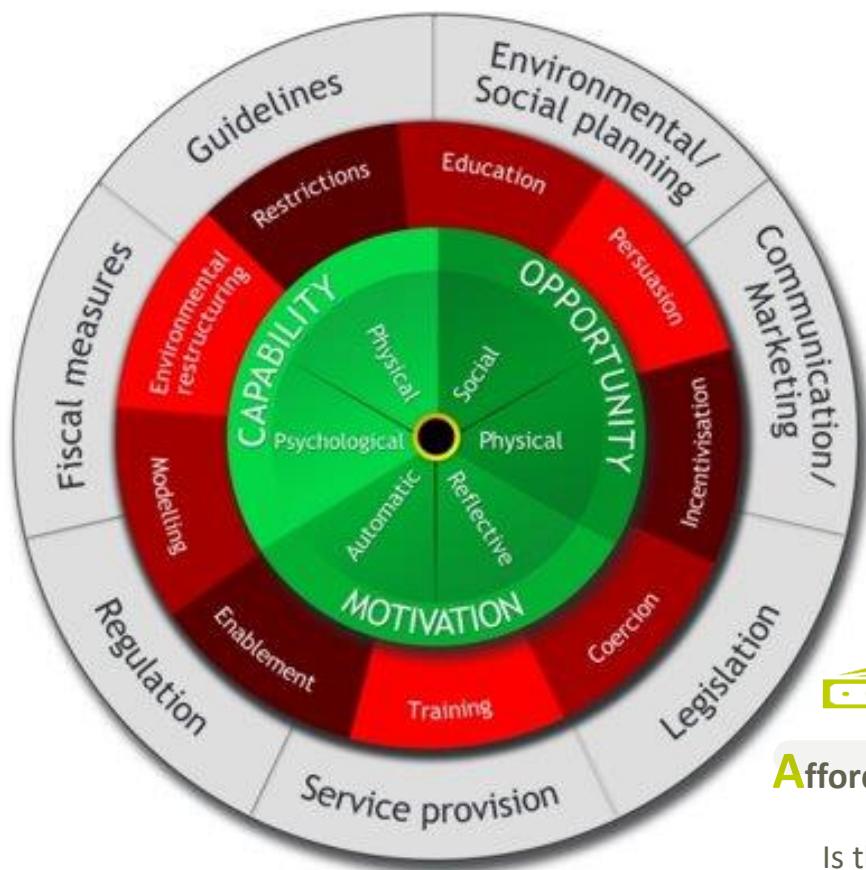 Guidelines
Environmental/
Social planning
Communication/
Marketing
Legislation
Service provision
Regulation
Fiscal measures
Restrictions
Education
Persuasion
Incentivisation
Coercion
Training
Enablement
Modelling
Environmental
restructuring
CAPABILITY
OPPORTUNITY
MOTIVATION
Physical
Social
Psychological
Physical
Automatic
Reflective
Is t